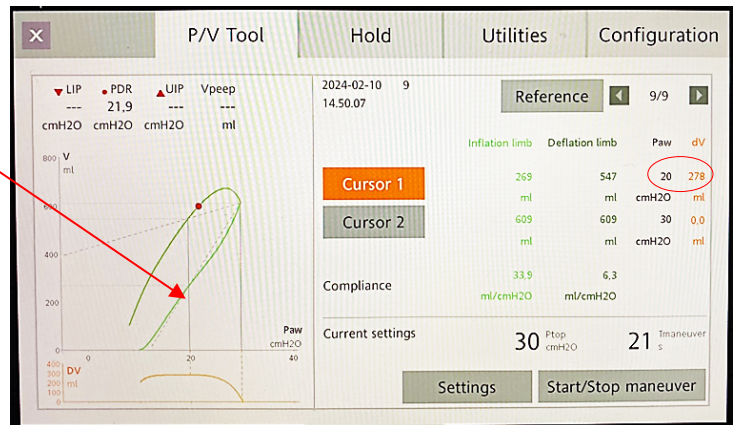 P/V Tool Hold Utilities Configuration
LIP PDR UIP Vpeep
--- 21,9 --- ---
cmH2O cmH2O cmH2O ml
2024-02-10 9
14.50.07
Reference 9/9
Inflation limb Deflation limb Paw dV
Cursor 1 269 547 20 278
ml ml cmH2O ml
Cursor 2 609 609 30 0,0
ml ml cmH2O ml
Compliance 33,9 6,3
ml/cmH2O ml/cmH2O
Current settings 30 Ptop cmH2O 21 Tmaneuver s
Settings Start/Stop maneuver
800 V
ml
600
400
200
0
Paw
cmH2O
0 20 40
400 DV
300 ml
200
100
0